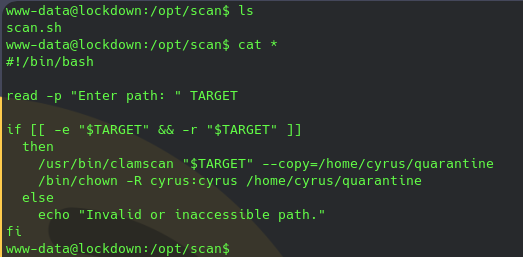 www-data@lockdown:/opt/scan$ ls
scan.sh
www-data@lockdown:/opt/scan$ cat *
#!/bin/bash

read -p "Enter path: " TARGET

if [[ -e "$TARGET" && -r "$TARGET" ]]
  then
    /usr/bin/clamscan "$TARGET" --copy=/home/cyrus/quarantine
    /bin/chown -R cyrus:cyrus /home/cyrus/quarantine
  else
    echo "Invalid or inaccessible path."
fi
www-data@lockdown:/opt/scan$